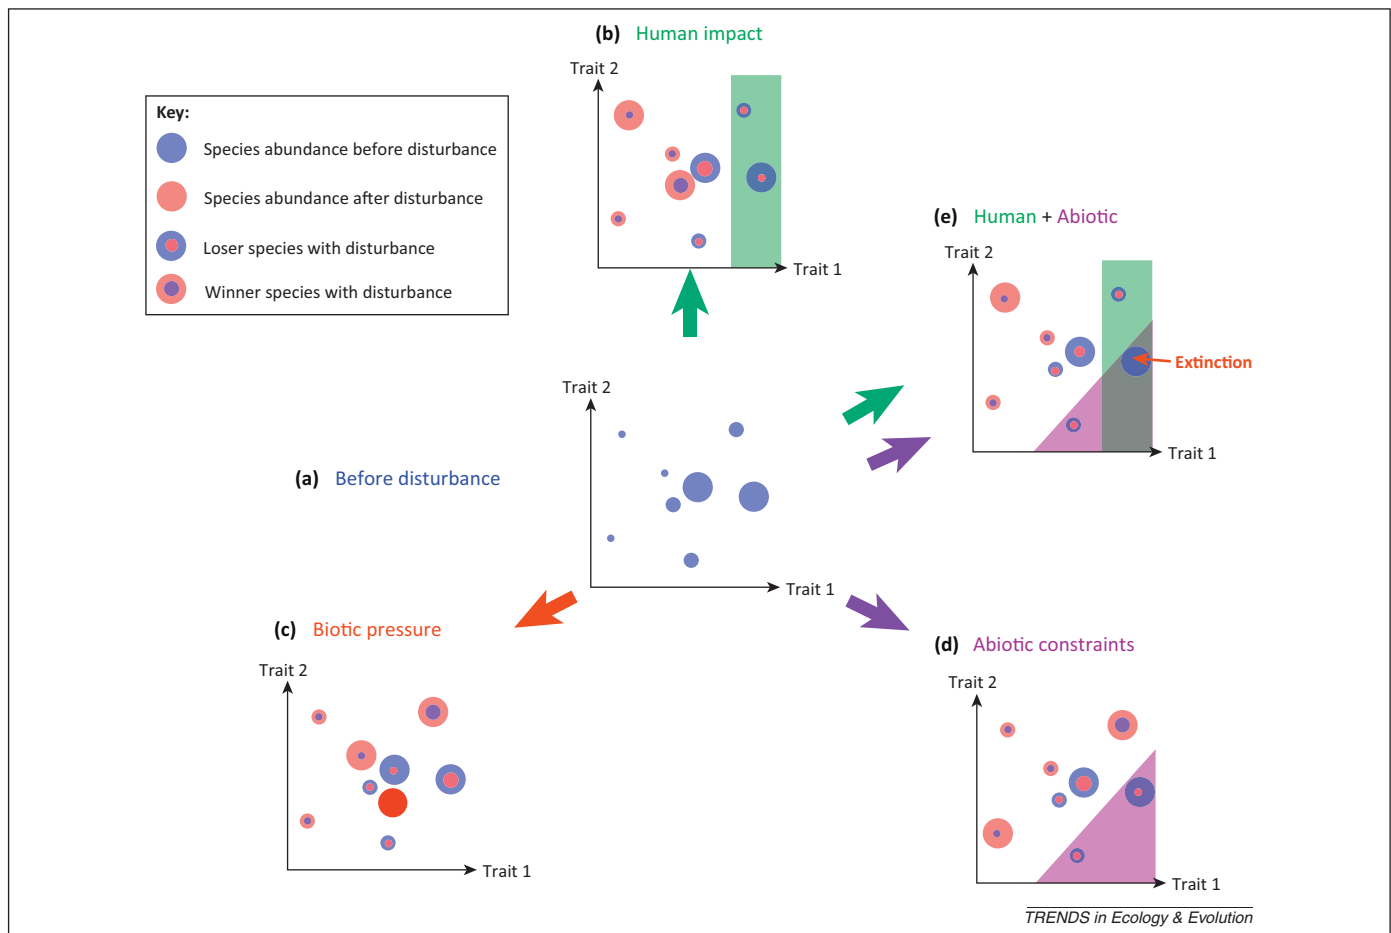 (b) Human impact
Trait 2
Trait 1
Key:
Species abundance before disturbance
Species abundance after disturbance
Loser species with disturbance
Winner species with disturbance
(e) Human + Abiotic
Trait 2
Extinction
Trait 1
Trait 2
(a) Before disturbance
Trait 1
(c) Biotic pressure
Trait 2
Trait 1
(d) Abiotic constraints
Trait 2
Trait 1
TRENDS in Ecology & Evolution